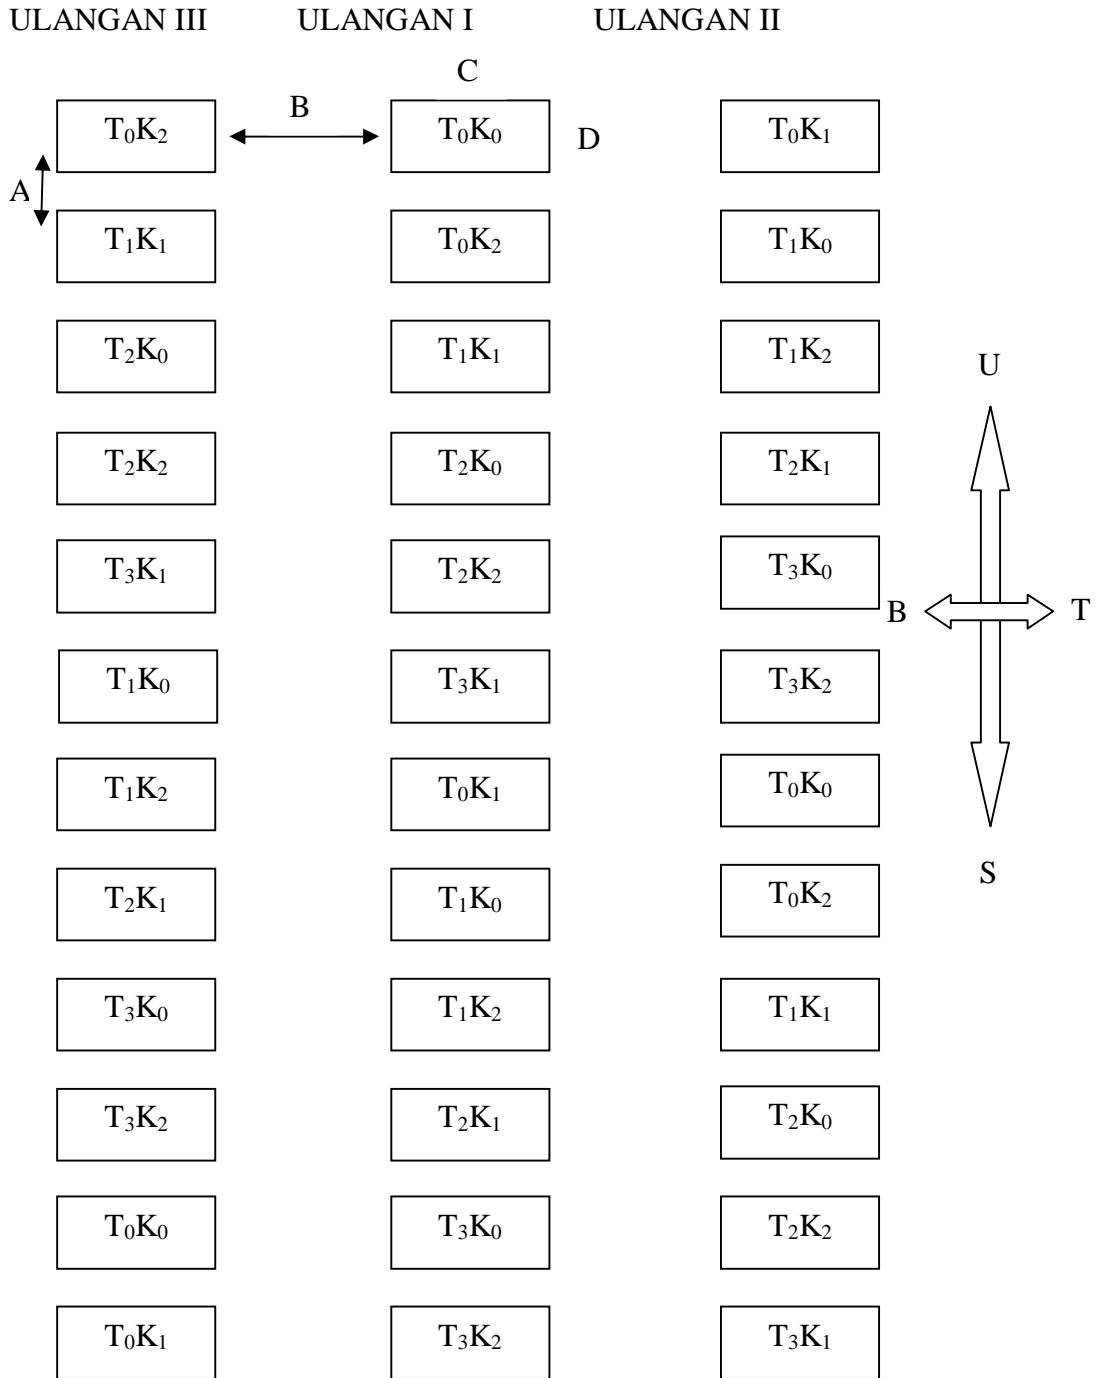 ULANGAN III ULANGAN I ULANGAN II
C
B
T₀K₂ T₀K₀ D T₀K₁
A
T₁K₁ T₀K₂ T₁K₀
T₂K₀ T₁K₁ T₁K₂
U
T₂K₂ T₂K₀ T₂K₁
T₃K₁ T₂K₂ T₃K₀
B T
T₁K₀ T₃K₁ T₃K₂
T₁K₂ T₀K₁ T₀K₀
S
T₂K₁ T₁K₀ T₀K₂
T₃K₀ T₁K₂ T₁K₁
T₃K₂ T₂K₁ T₂K₀
T₀K₀ T₃K₀ T₂K₂
T₀K₁ T₃K₂ T₃K₁